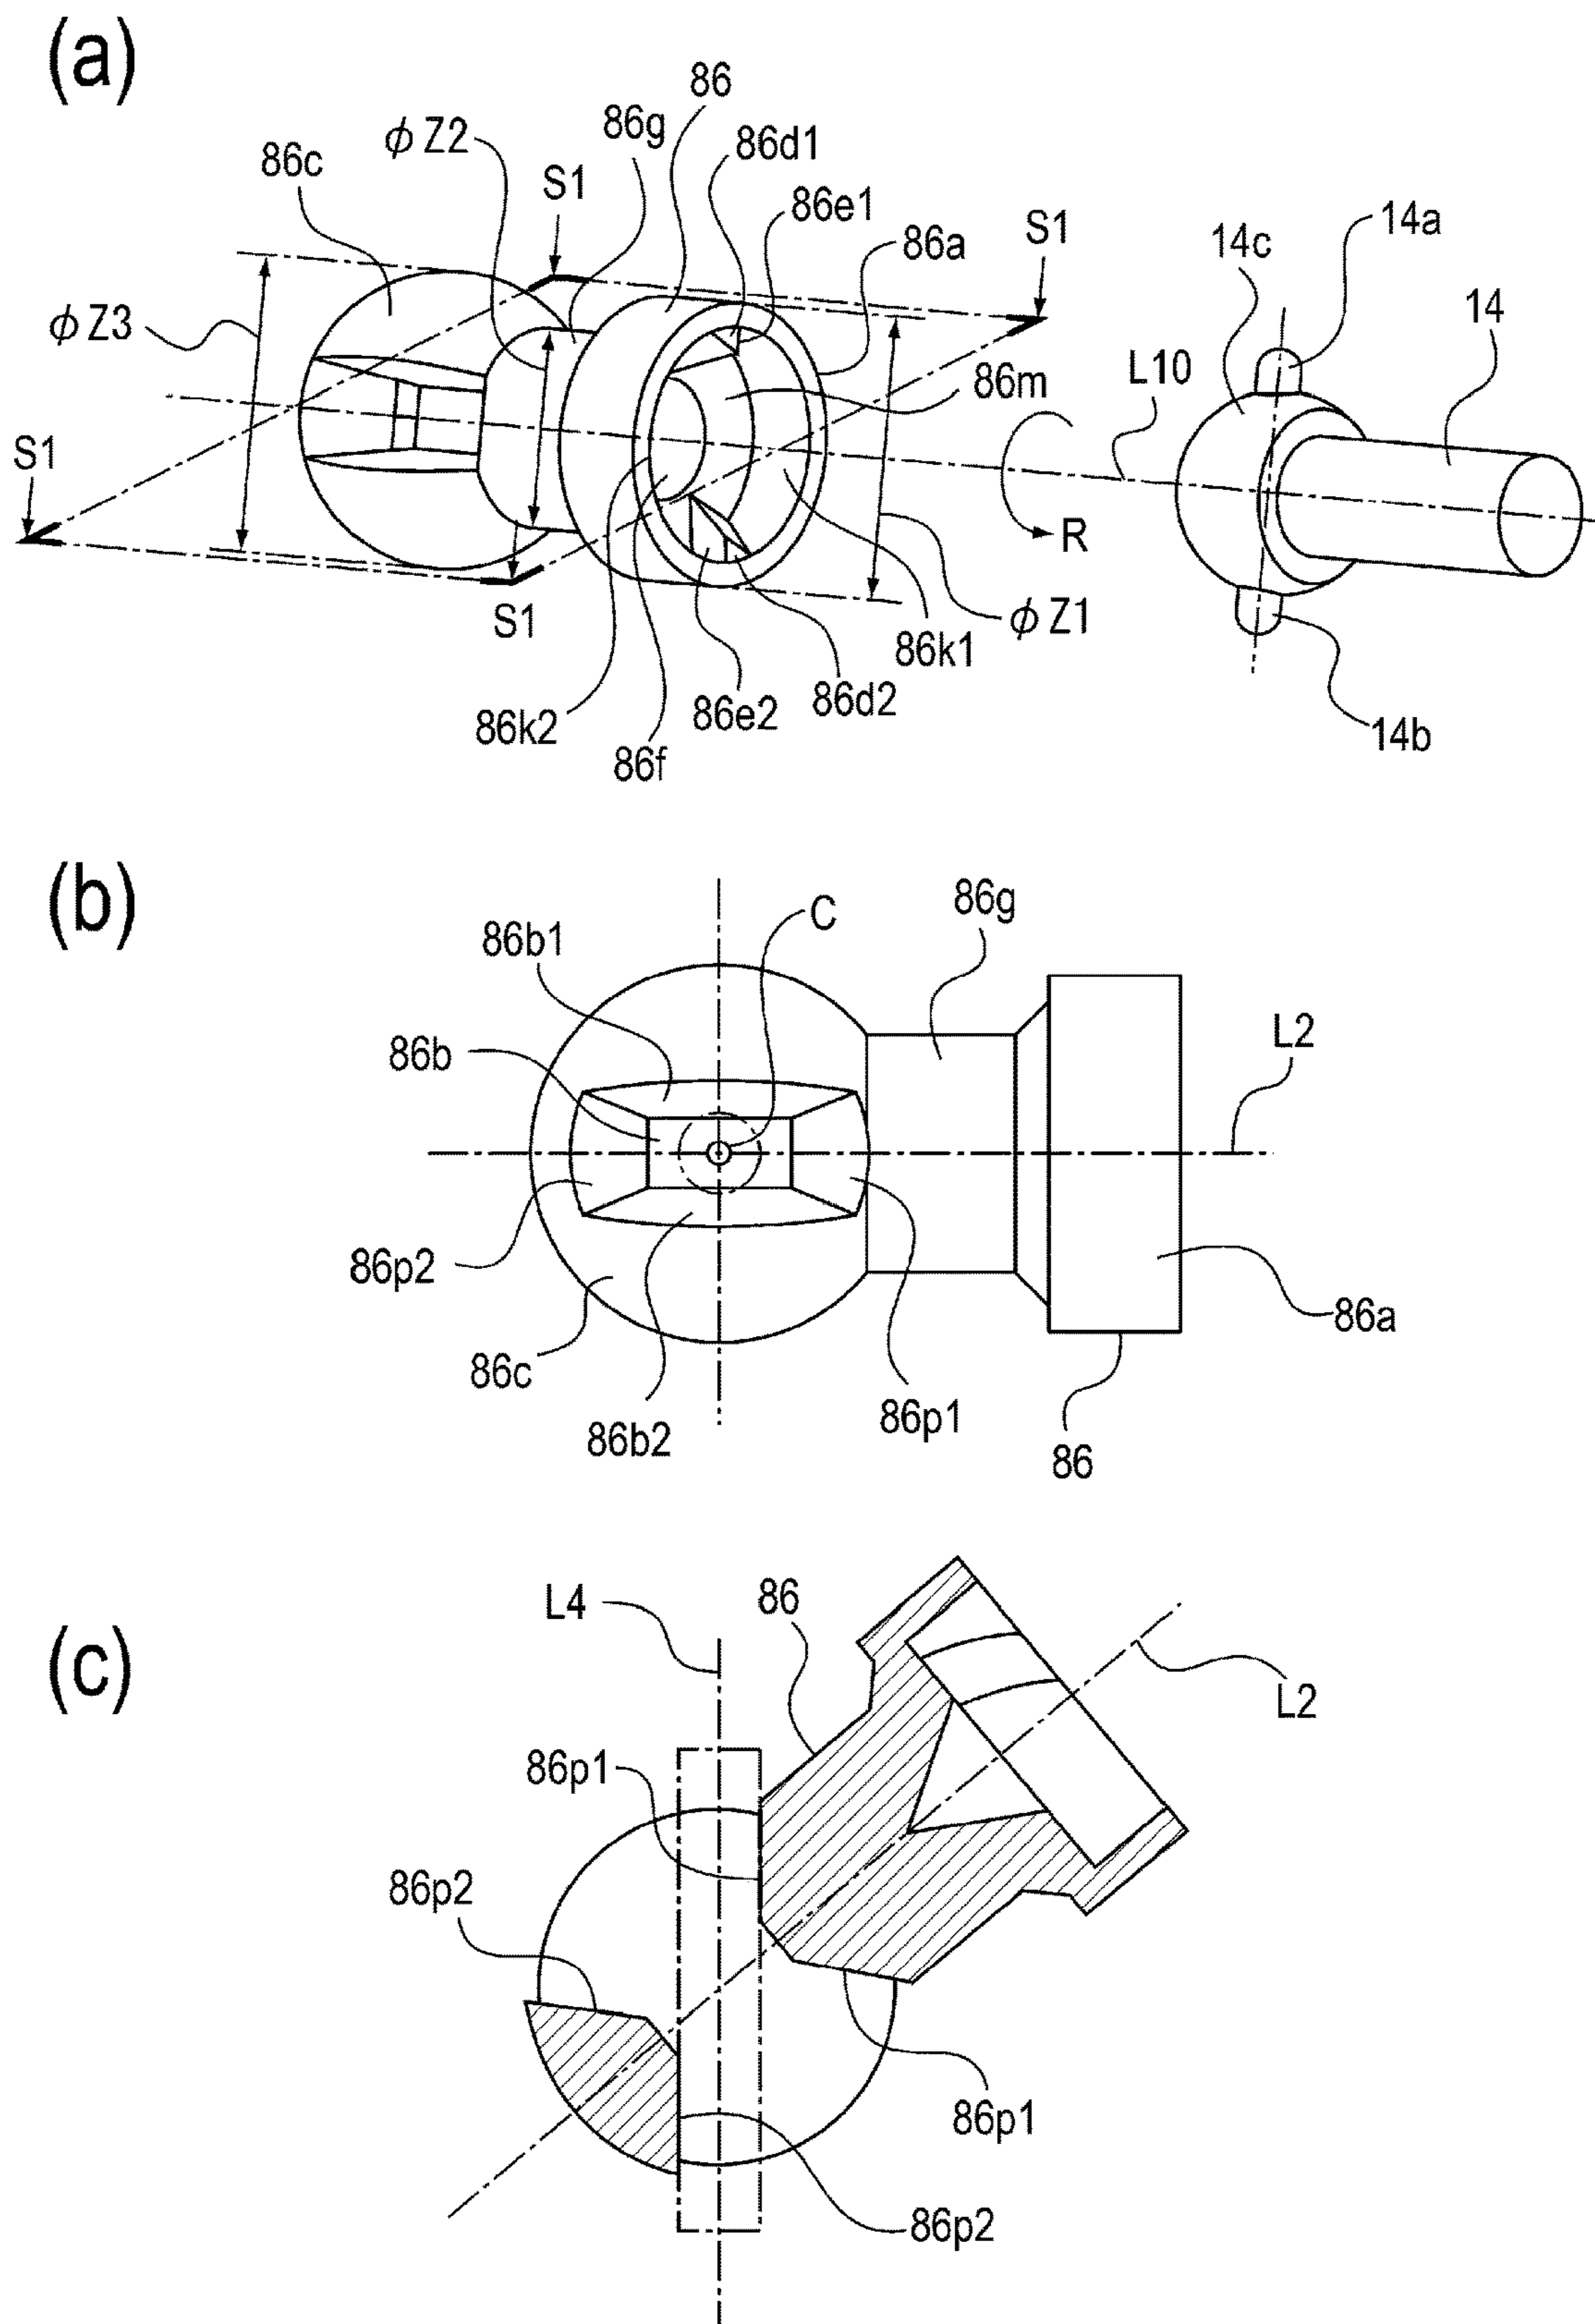 (a)
86
86g
86d1
φZ2
86c
S1
86e1
S1
86a
14a
14c
14
φZ3
L10
86m
S1
R
S1
φZ1
86k1
86d2
86e2
86k2
86f
14b
(b)
C
86g
86b1
L2
86b
86p2
86a
86c
86p1
86b2
86
(c)
L4
86
L2
86p1
86p2
86p1
86p2